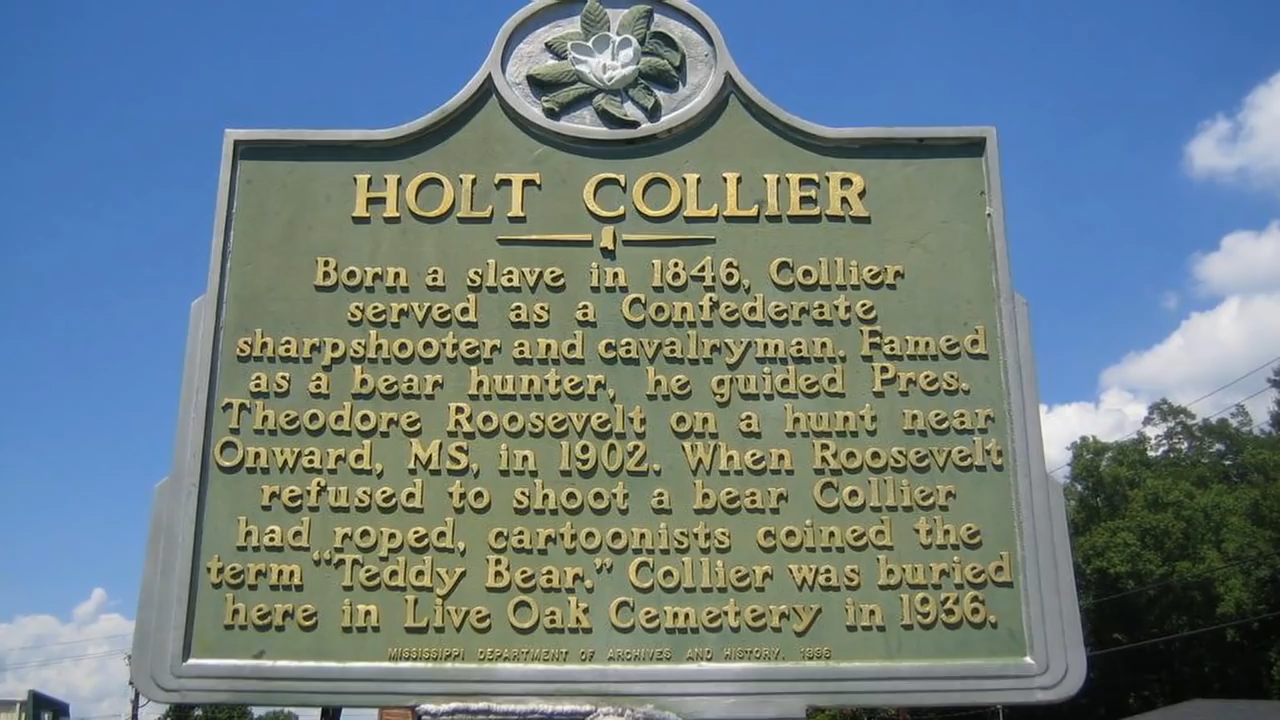 HOLT COLLIER
Born a slave in 1846, Collier
served as a Confederate
sharpshooter and cavalryman. Famed
as a bear hunter, he guided Pres.
Theodore Roosevelt on a hunt near
Onward, MS, in 1902. When Roosevelt
refused to shoot a bear Collier
had roped, cartoonists coined the
term "Teddy Bear." Collier was buried
here in Live Oak Cemetery in 1936.
MISSISSIPPI DEPARTMENT OF ARCHIVES AND HISTORY.